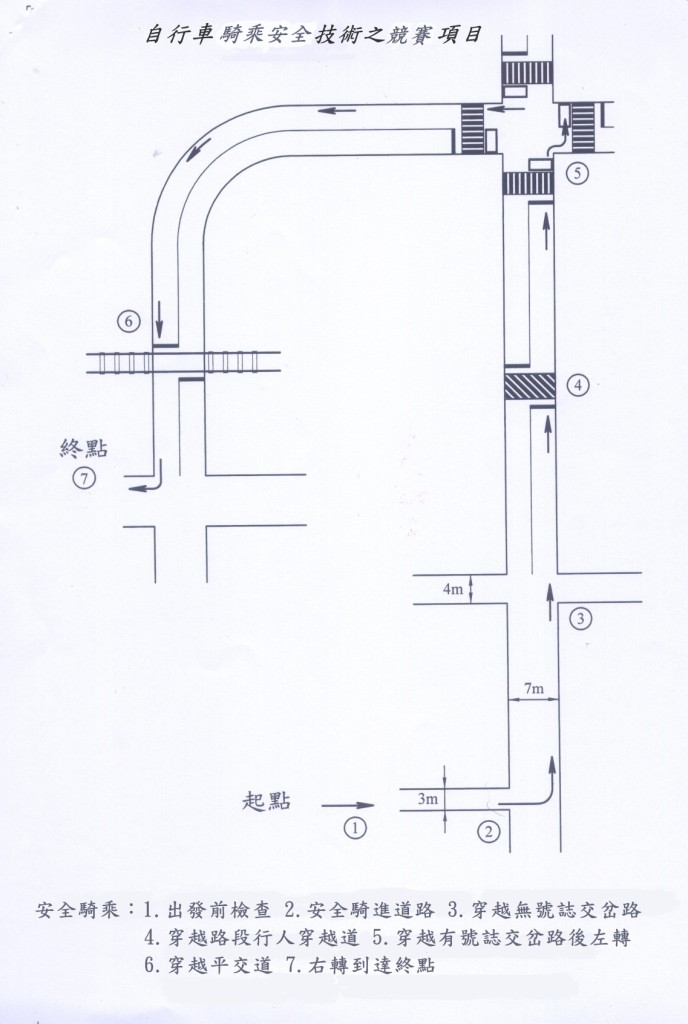 自行車騎乘安全技術之競賽項目
⑤
⑥
④
終點
⑦
4m
③
7m
起點
3m
①
②
安全騎乘：1.出發前檢查 2.安全騎進道路 3.穿越無號誌交岔路
4.穿越路段行人穿越道 5.穿越有號誌交岔路後左轉
6.穿越平交道 7.右轉到達終點